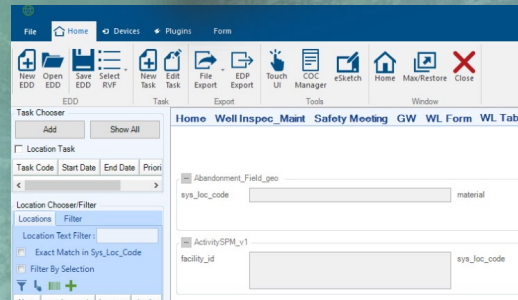 File Home Devices Plugins Form
New EDD Open EDD Save EDD Select RVF New Task Edit Task File Export EDP Export Touch UI COC Manager eSketch Home Max/Restore Close
EDD Task Export Tools Window
Task Chooser
Add Show All
Location Task
Task Code Start Date End Date Priori
Location Chooser/Filter
Locations Filter
Location Text Filter :
Exact Match in Sys_Loc_Code
Filter By Selection
Home Well Inspec_Maint Safety Meeting GW WL Form WL Tab
Abandonment_Field_geo
sys_loc_code material
ActivitySPM_v1
facility_id sys_loc_code